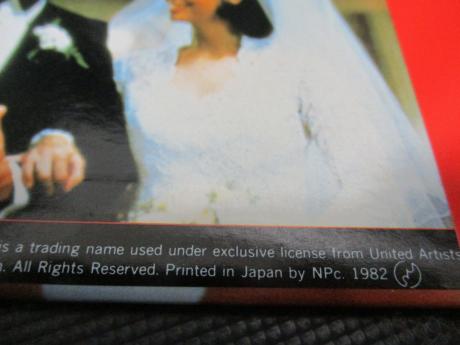 is a trading name used under exclusive license from United Artists
. All Rights Reserved. Printed in Japan by NPc. 1982